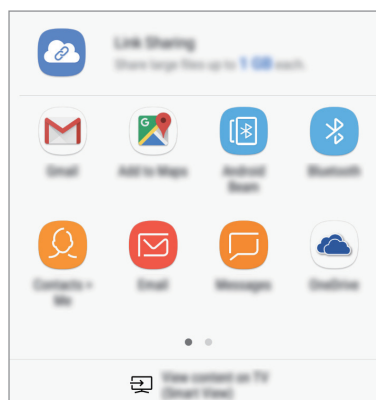 Link Sharing
Share large files up to 1 GB each.
Gmail
Add to Maps
Android
Beam
Bluetooth
Contacts >
Me
Email
Messages
OneDrive
View content on TV
(Smart View)